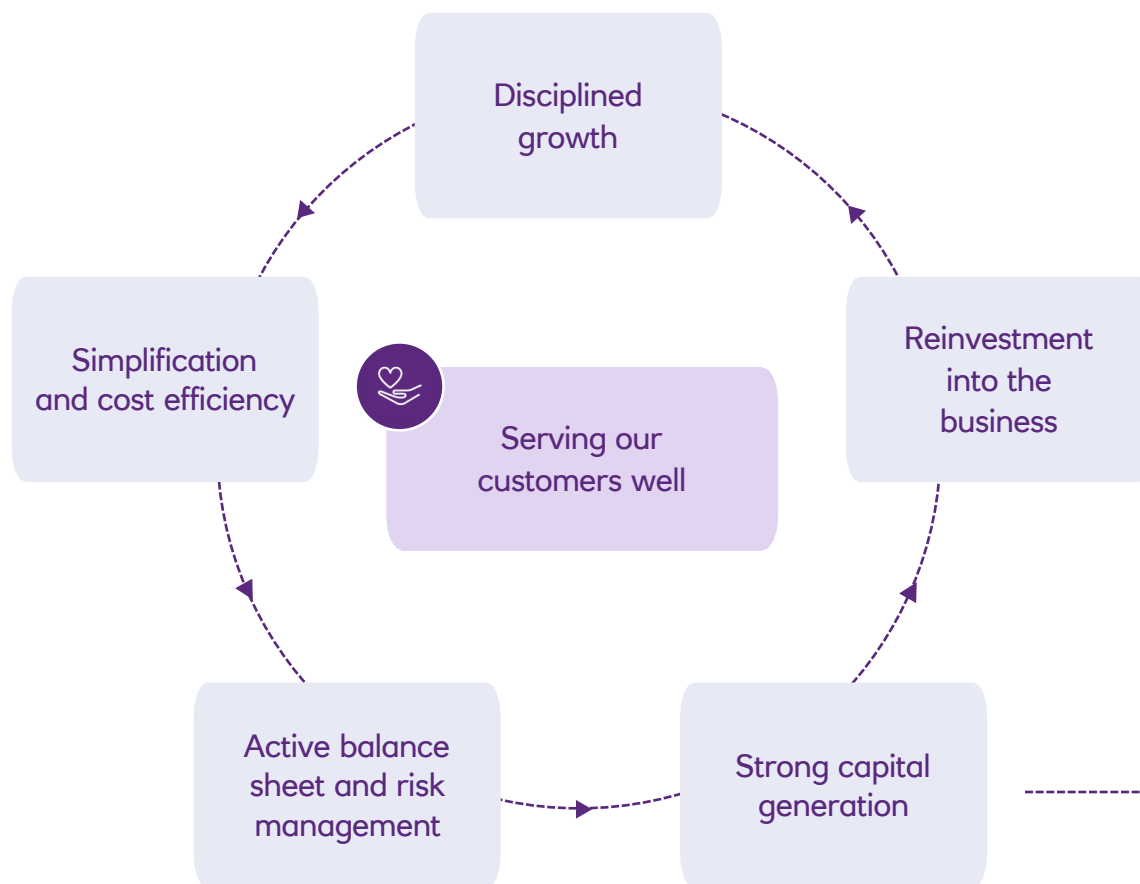 Disciplined
growth
Simplification
and cost efficiency
Reinvestment
into the
business
Serving our
customers well
Active balance
sheet and risk
management
Strong capital
generation